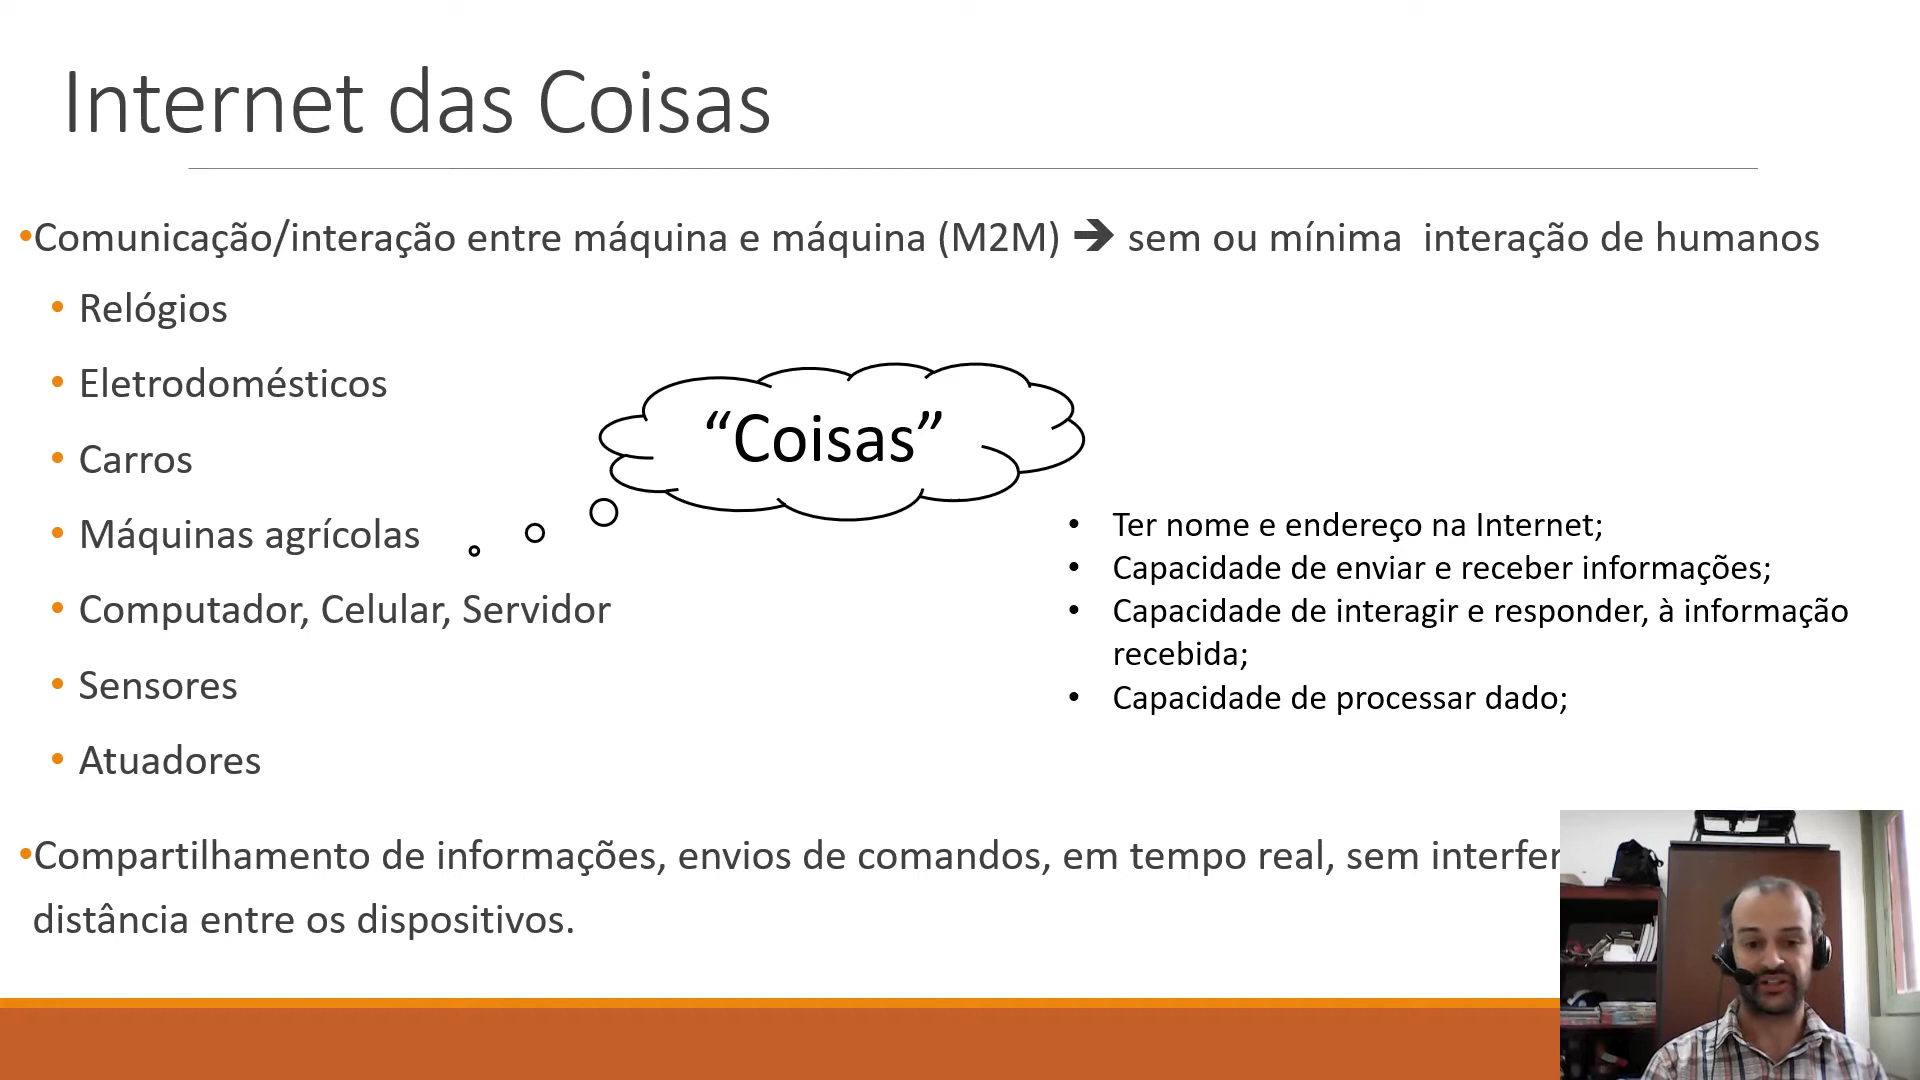 Internet das Coisas
•Comunicação/interação entre máquina e máquina (M2M) ➔ sem ou mínima interação de humanos
• Relógios
• Eletrodomésticos
• Carros
• Máquinas agrícolas
• Computador, Celular, Servidor
• Sensores
• Atuadores
“Coisas”
• Ter nome e endereço na Internet;
• Capacidade de enviar e receber informações;
• Capacidade de interagir e responder, à informação
recebida;
• Capacidade de processar dado;
•Compartilhamento de informações, envios de comandos, em tempo real, sem
distância entre os dispositivos.